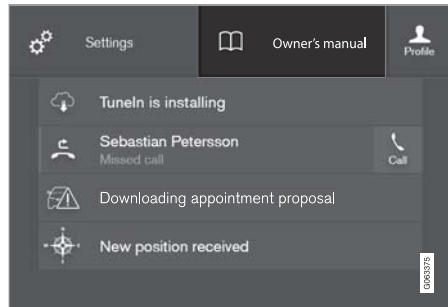 Settings
Owner's manual
Profile
TuneIn is installing
Sebastian Petersson
Missed call
Call
Downloading appointment proposal
New position received
G063375